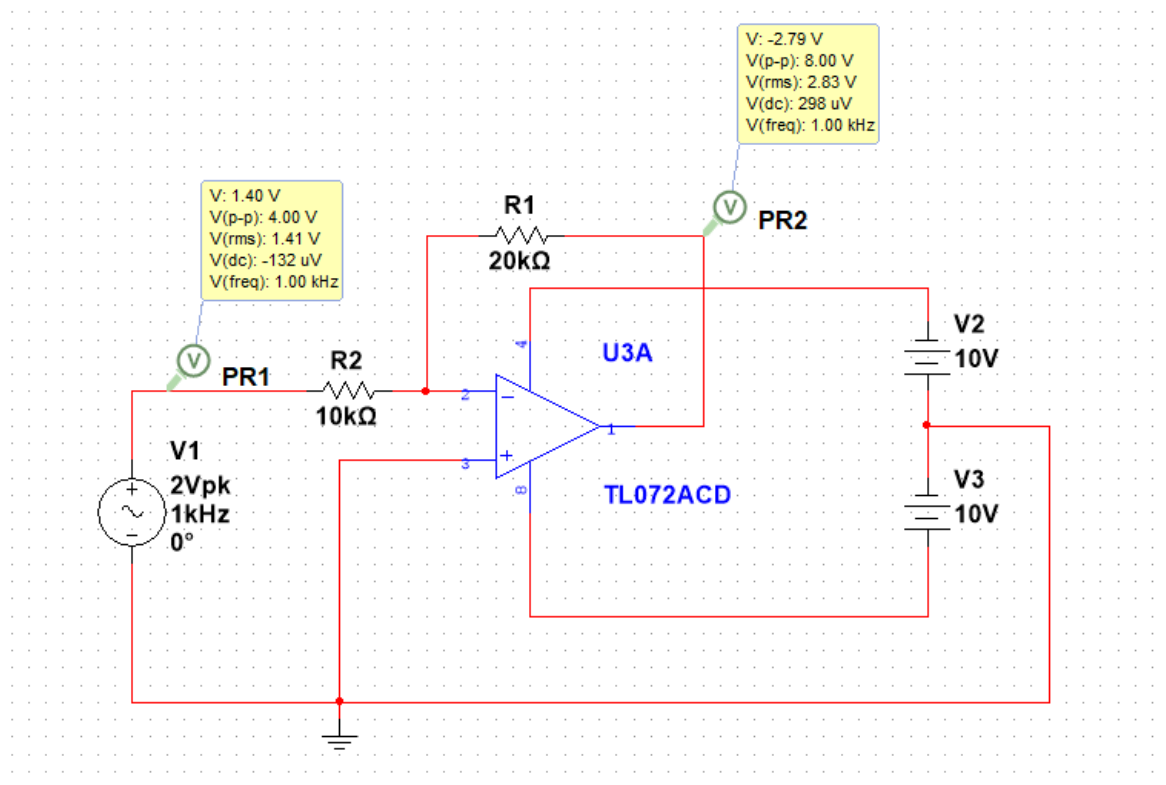 V: -2.79 V
V(p-p): 8.00 V
V(rms): 2.83 V
V(dc): 298 uV
V(freq): 1.00 kHz
V: 1.40 V
V(p-p): 4.00 V
V(rms): 1.41 V
V(dc): -132 uV
V(freq): 1.00 kHz
R1
20kΩ
V
PR2
V
PR1
R2
10kΩ
V2
10V
4
U3A
2
1
3
8
TL072ACD
V1
2Vpk
1kHz
0°
V3
10V